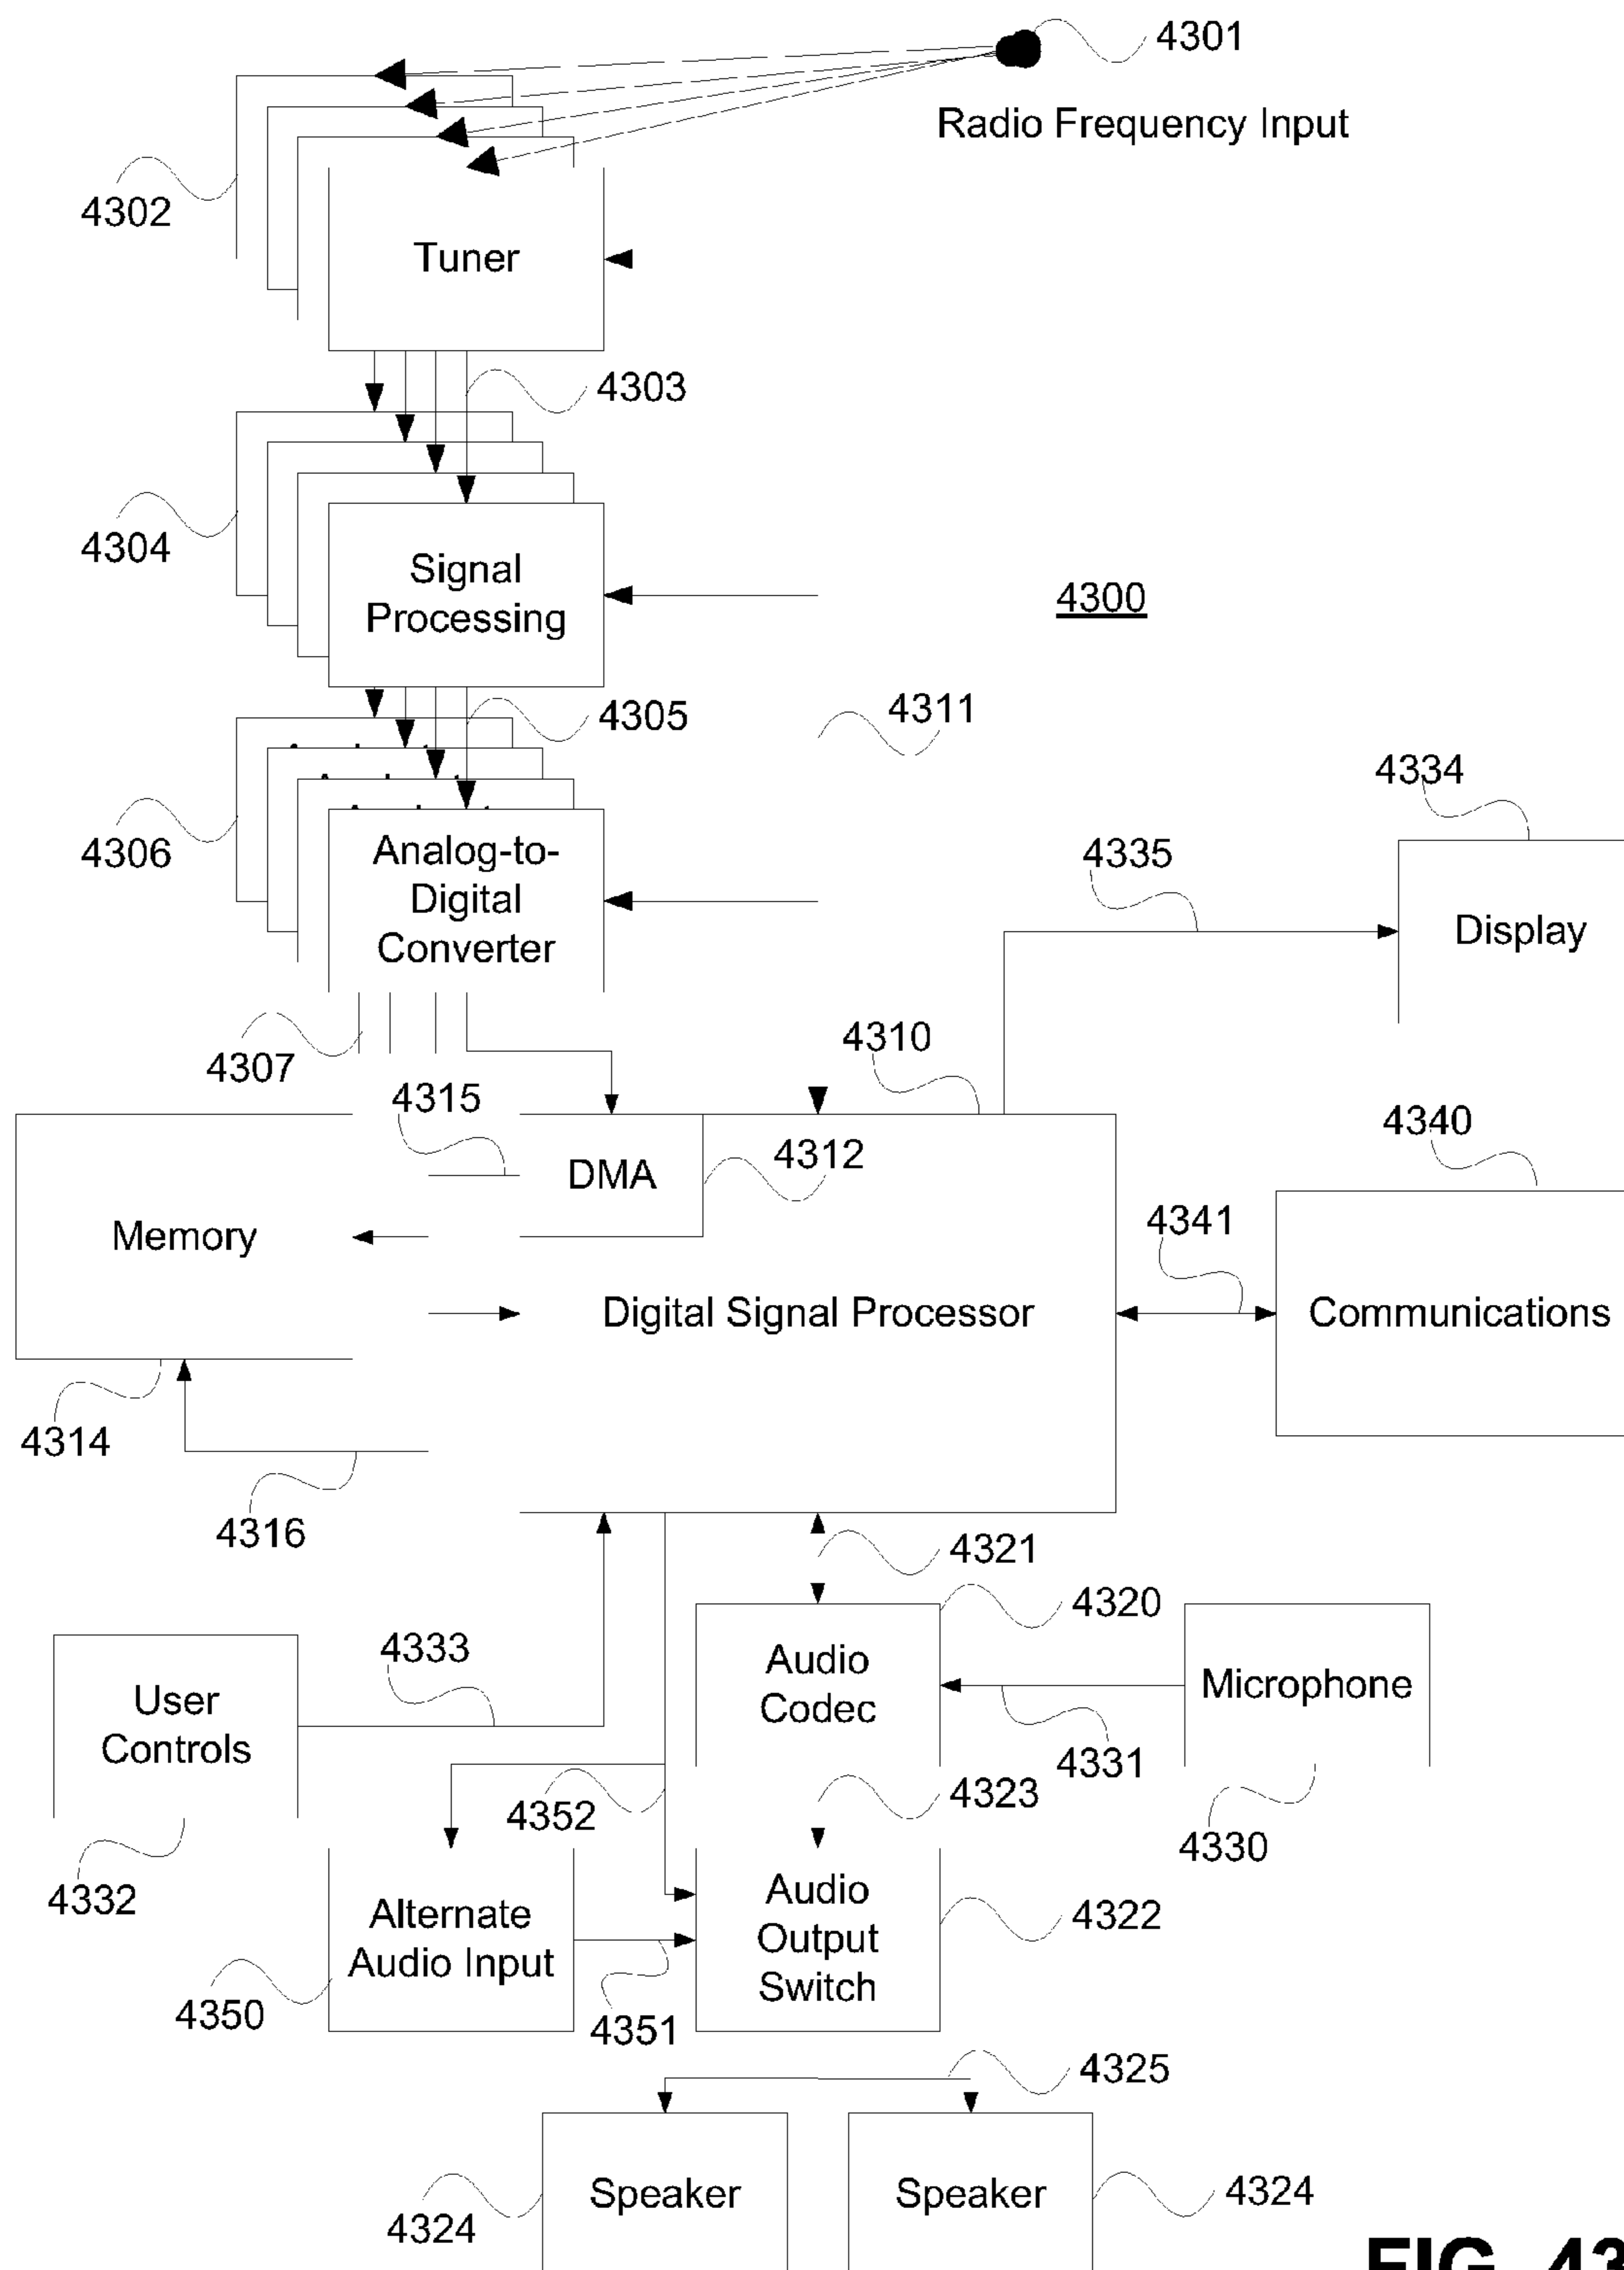 4301
Radio Frequency Input
4302
Tuner
4303
4304
Signal
Processing
4300
4305
4311
4306
Analog-to-
Digital
Converter
4334
4335
Display
4307
4310
4315
4312
DMA
4340
Memory
4341
Digital Signal Processor
Communications
4314
4316
4321
4320
4333
Audio
Codec
Microphone
User
Controls
4331
4352
4323
4330
4332
Alternate
Audio Input
Audio
Output
Switch
4322
4350
4351
4325
Speaker
Speaker
4324
4324
FIG. 43